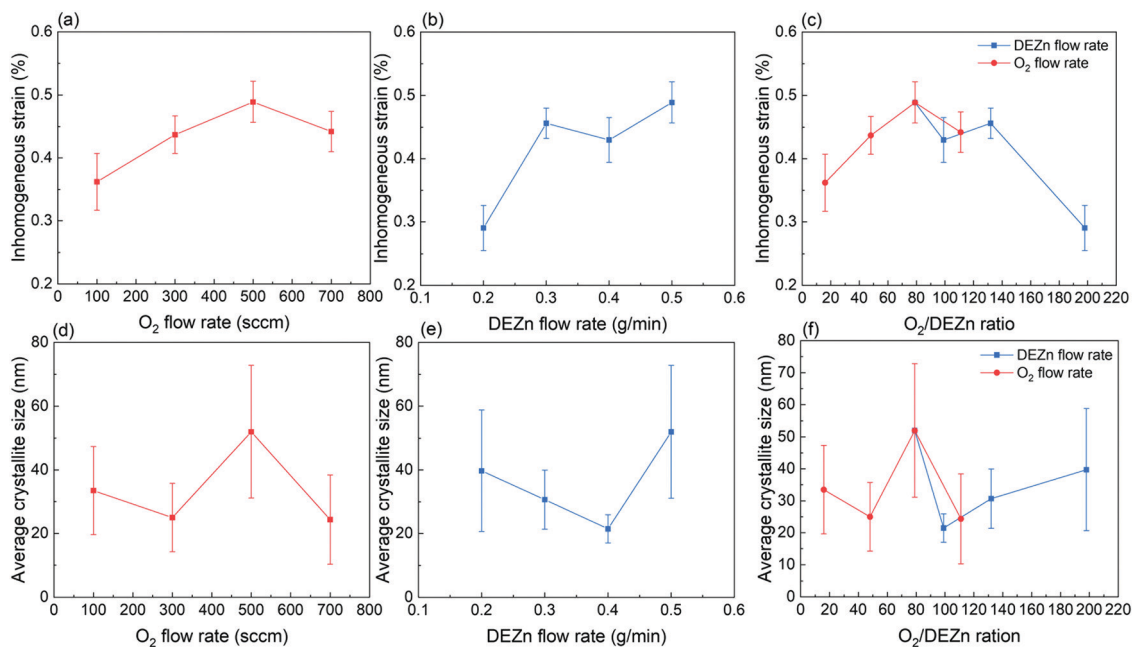 (a)
0.6
0.5
0.4
0.3
0.2
Inhomogeneous strain (%)
0 100 200 300 400 500 600 700 800
O₂ flow rate (sccm)
(b)
0.6
0.5
0.4
0.3
0.2
Inhomogeneous strain (%)
0.1 0.2 0.3 0.4 0.5 0.6
DEZn flow rate (g/min)
(c)
DEZn flow rate
O₂ flow rate
0.6
0.5
0.4
0.3
0.2
Inhomogeneous strain (%)
0 20 40 60 80 100 120 140 160 180 200 220
O₂/DEZn ratio
(d)
80
60
40
20
0
Average crystallite size (nm)
0 100 200 300 400 500 600 700 800
O₂ flow rate (sccm)
(e)
80
60
40
20
0
Average crystallite size (nm)
0.1 0.2 0.3 0.4 0.5 0.6
DEZn flow rate (g/min)
(f)
DEZn flow rate
O₂ flow rate
80
70
60
50
40
30
20
10
0
Average crystallite size (nm)
0 20 40 60 80 100 120 140 160 180 200 220
O₂/DEZn ration